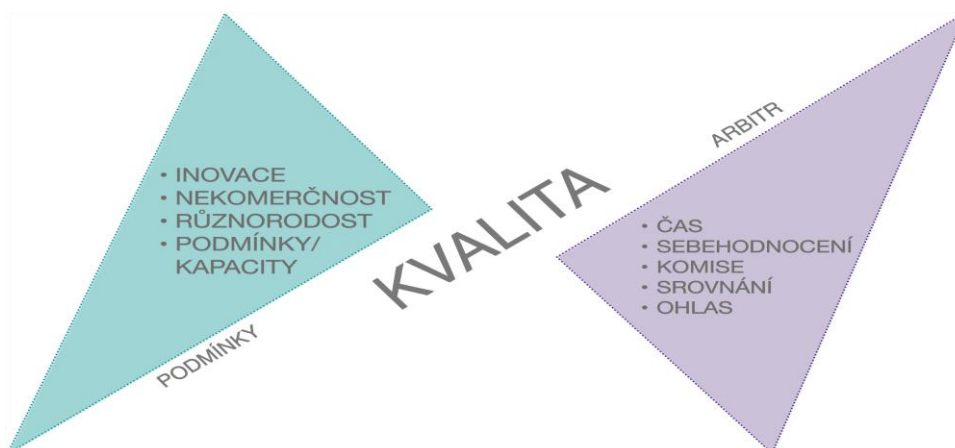 • INOVACE
• NEKOMERČNOST
• RŮZNORODOST
• PODMÍNKY/
KAPACITY
PODMÍNKY
KVALITA
ARBITR
• ČAS
• SEBEHODNOCENÍ
• KOMISE
• SROVNÁNÍ
• OHLAS